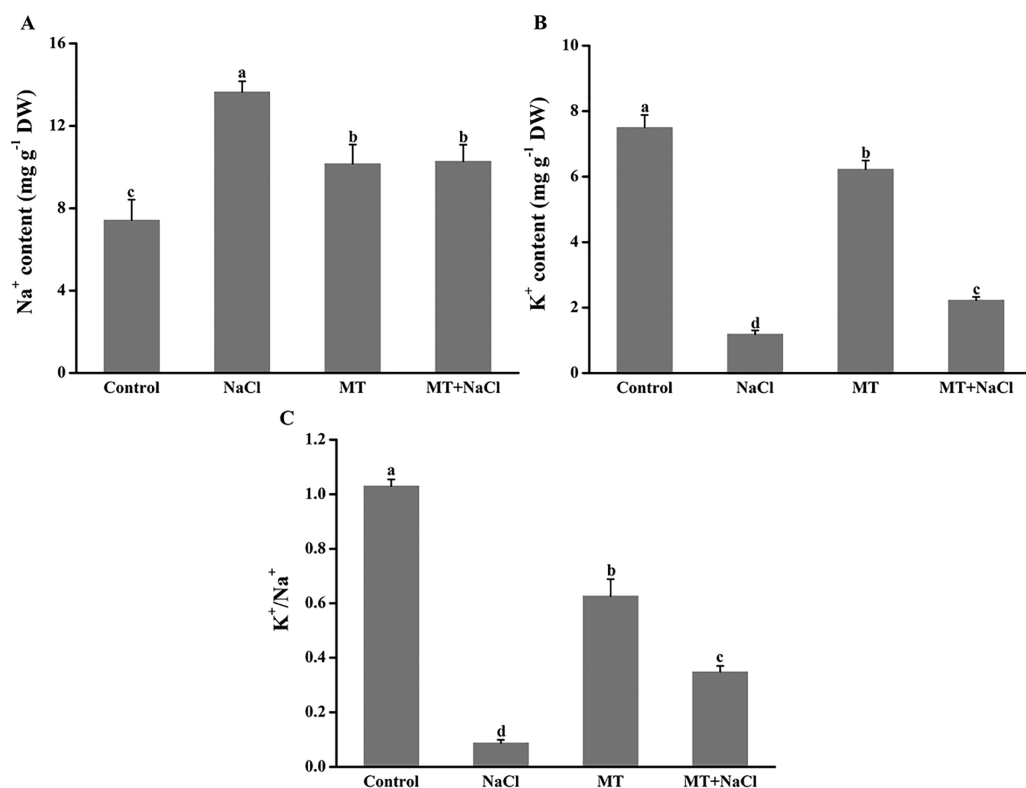 A
Na⁺ content (mg g⁻¹ DW)
16
12
8
4
0
c
a
b
b
Control NaCl MT MT+NaCl
B
K⁺ content (mg g⁻¹ DW)
10
8
6
4
2
0
a
d
b
c
Control NaCl MT MT+NaCl
C
K⁺/Na⁺
1.2
1.0
0.8
0.6
0.4
0.2
0.0
a
d
b
c
Control NaCl MT MT+NaCl